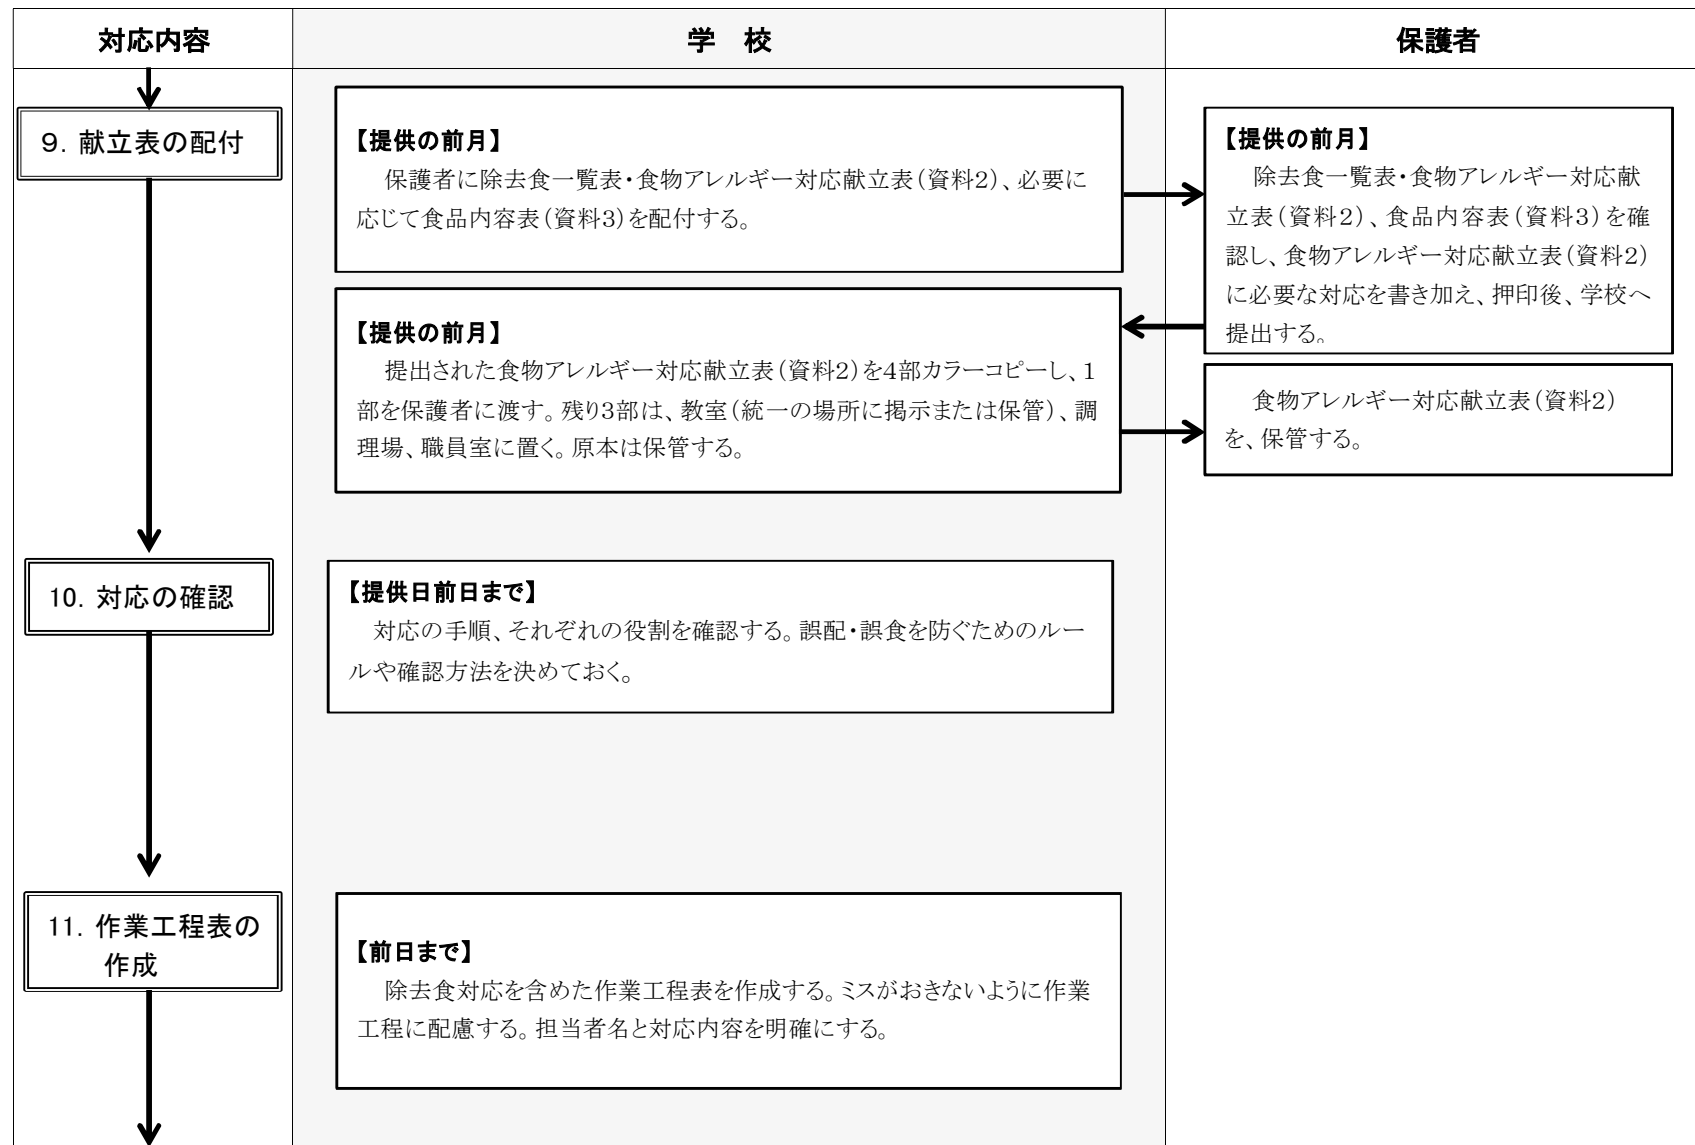 対応内容
学　校
保護者
９．献立表の配付
【提供の前月】
保護者に除去食一覧表・食物アレルギー対応献立表（資料２）、必要に
応じて食品内容表（資料３）を配付する。
【提供の前月】
除去食一覧表・食物アレルギー対応献
立表（資料２）、食品内容表（資料３）を確
認し、食物アレルギー対応献立表（資料２）
に必要な対応を書き加え、押印後、学校へ
提出する。
【提供の前月】
提出された食物アレルギー対応献立表（資料２）を４部カラーコピーし、１
部を保護者に渡す。残り３部は、教室（統一の場所に掲示または保管）、調
理場、職員室に置く。原本は保管する。
食物アレルギー対応献立表（資料２）
を、保管する。
10．対応の確認
【提供日前日まで】
対応の手順、それぞれの役割を確認する。誤配・誤食を防ぐためのルー
ルや確認方法を決めておく。
11．作業工程表の
作成
【前日まで】
除去食対応を含めた作業工程表を作成する。ミスがおきないように作業
工程に配慮する。担当者名と対応内容を明確にする。